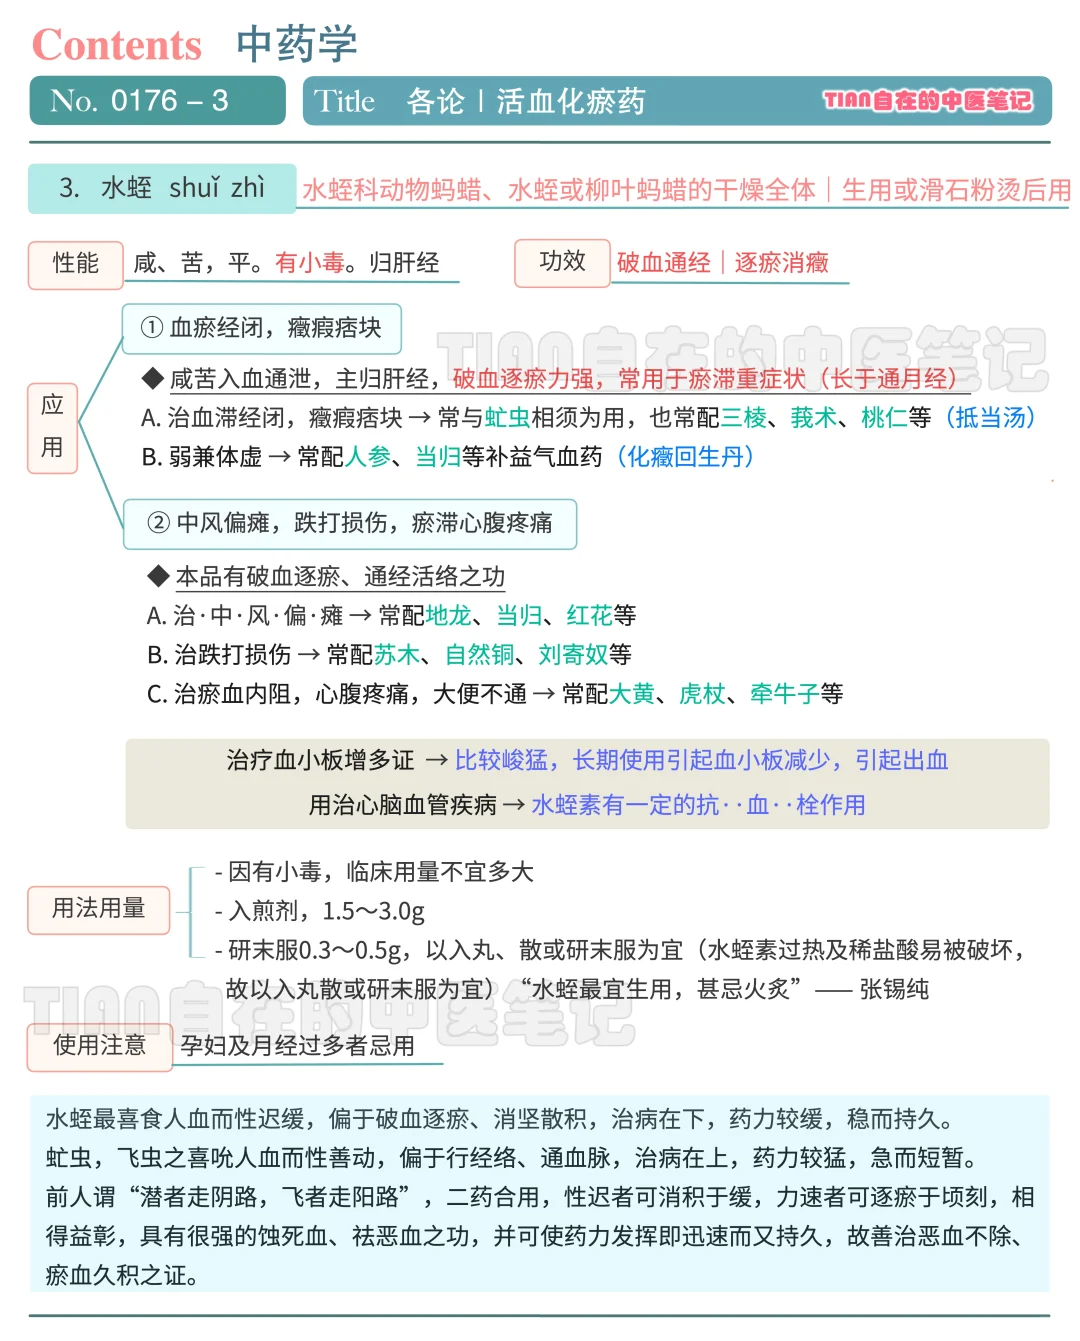 Contents 中药学
No. 0176 – 3
Title 各论 | 活血化瘀药
TIAN自在的中医笔记
3. 水蛭 shuǐ zhì
水蛭科动物蚂蜡、水蛭或柳叶蚂蜡的干燥全体｜生用或滑石粉烫后用
性能 咸、苦，平。有小毒。归肝经
功效 破血通经｜逐瘀消癥
应用
① 血瘀经闭，癥瘕痞块
TIAN自在的中医笔记
◆ 咸苦入血通泄，主归肝经，破血逐瘀力强，常用于瘀滞重症状（长于通月经）
A. 治血滞经闭，癥瘕痞块 → 常与虻虫相须为用，也常配三棱、莪术、桃仁等（抵当汤）
B. 弱兼体虚 → 常配人参、当归等补益气血药（化癥回生丹）
② 中风偏瘫，跌打损伤，瘀滞心腹疼痛
◆ 本品有破血逐瘀、通经活络之功
A. 治·中·风·偏·瘫 → 常配地龙、当归、红花等
B. 治跌打损伤 → 常配苏木、自然铜、刘寄奴等
C. 治瘀血内阻，心腹疼痛，大便不通 → 常配大黄、虎杖、牵牛子等
治疗血小板增多证 → 比较峻猛，长期使用引起血小板减少，引起出血
用治心脑血管疾病 → 水蛭素有一定的抗··血··栓作用
用法用量
- 因有小毒，临床用量不宜多大
- 入煎剂，1.5～3.0g
- 研末服0.3～0.5g，以入丸、散或研末服为宜（水蛭素过热及稀盐酸易被破坏，
故以入丸散或研末服为宜）“水蛭最宜生用，甚忌火炙”—— 张锡纯
TIAN自在的中医笔记
使用注意 孕妇及月经过多者忌用
水蛭最喜食人血而性迟缓，偏于破血逐瘀、消坚散积，治病在下，药力较缓，稳而持久。
虻虫，飞虫之喜吮人血而性善动，偏于行经络、通血脉，治病在上，药力较猛，急而短暂。
前人谓“潜者走阴路，飞者走阳路”，二药合用，性迟者可消积于缓，力速者可逐瘀于顷刻，相
得益彰，具有很强的蚀死血、祛恶血之功，并可使药力发挥即迅速而又持久，故善治恶血不除、
瘀血久积之证。